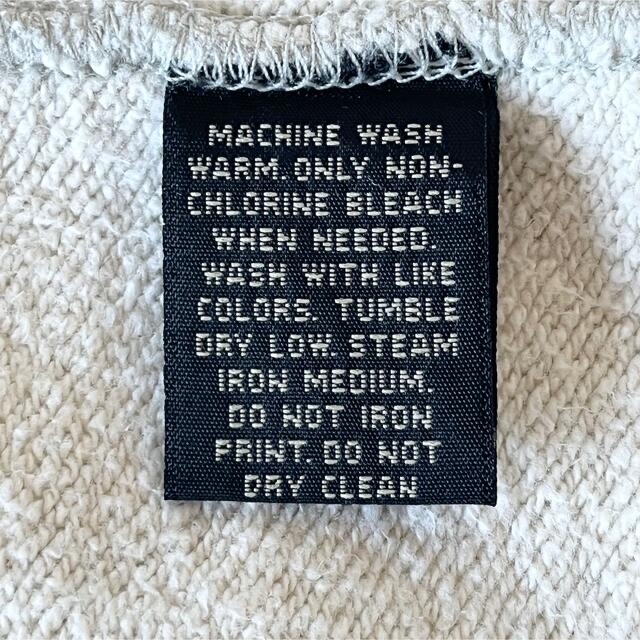 MACHINE WASH
WARM. ONLY NON-
CHLORINE BLEACH
WHEN NEEDED.
WASH WITH LIKE
COLORS. TUMBLE
DRY LOW. STEAM
IRON MEDIUM.
DO NOT IRON
PRINT. DO NOT
DRY CLEAN